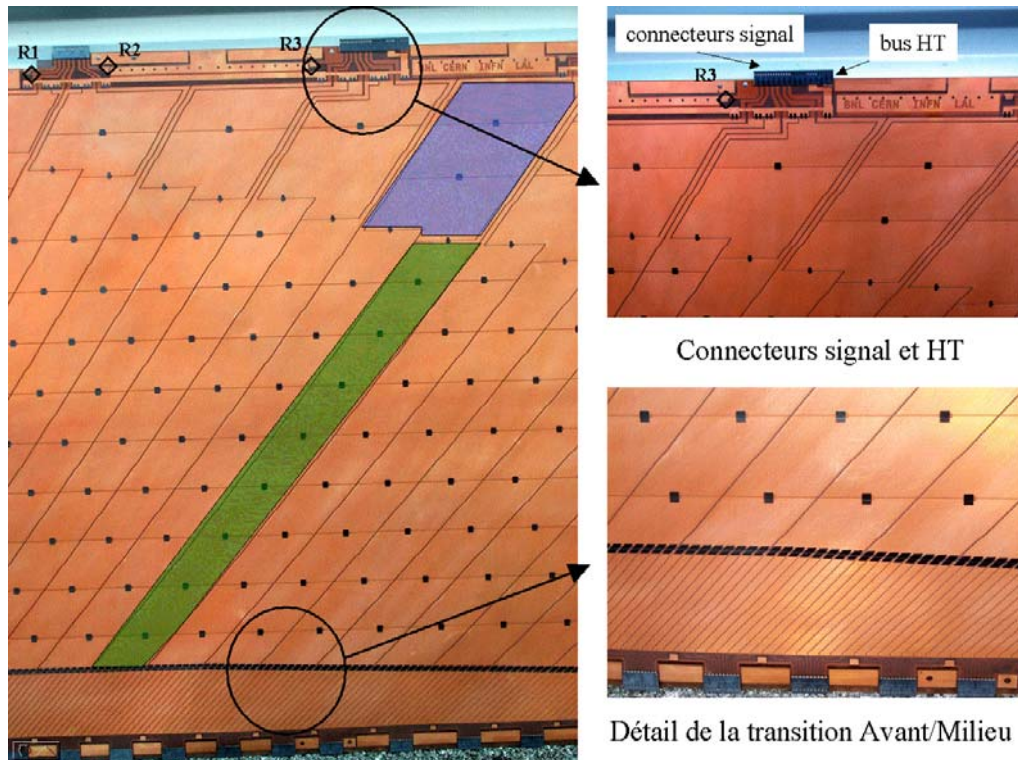 R1
R2
R3
BNL CERN INFN LAL
connecteurs signal
bus HT
R3
BNL CERN INFN LAL
Connecteurs signal et HT
Détail de la transition Avant/Milieu